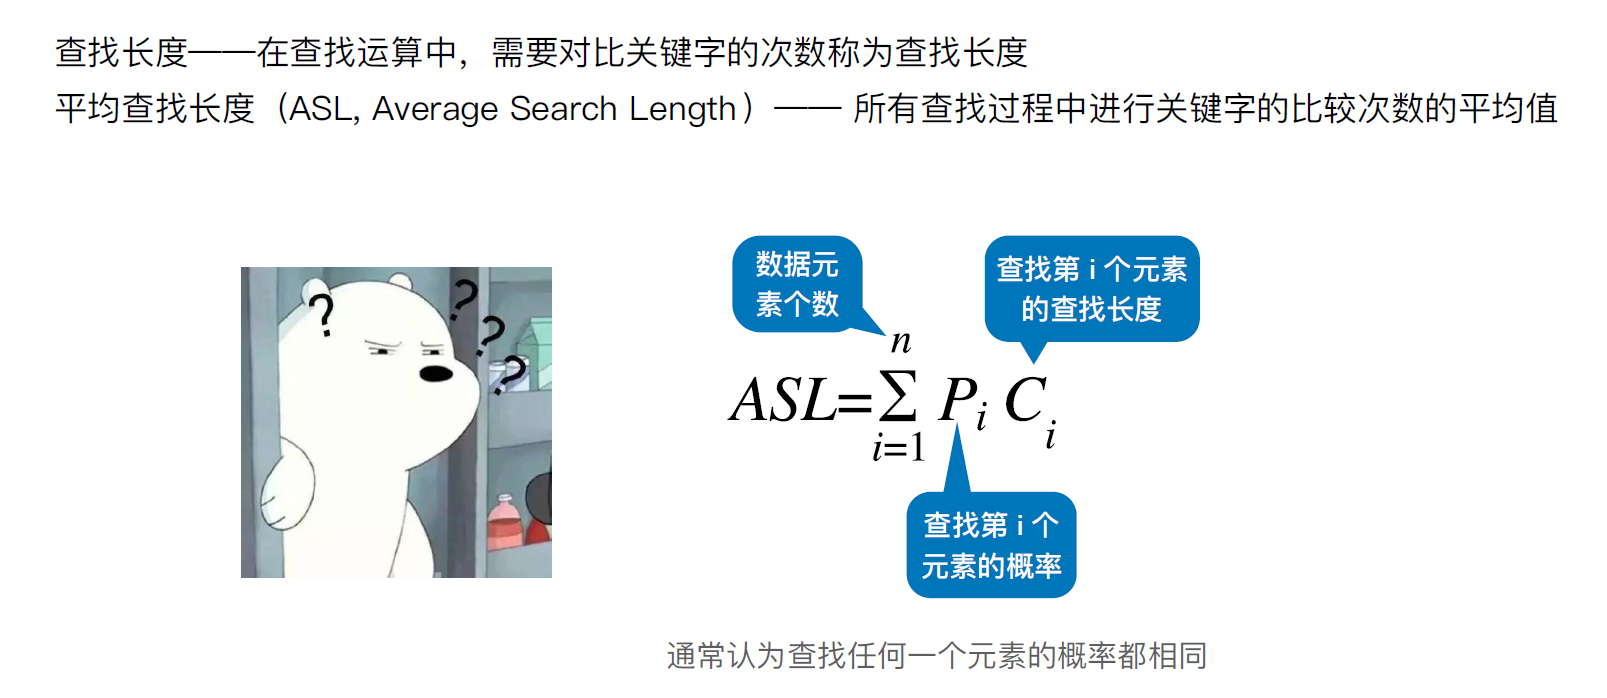 查找长度——在查找运算中，需要对比关键字的次数称为查找长度
平均查找长度（ASL, Average Search Length）—— 所有查找过程中进行关键字的比较次数的平均值
数据元
素个数
查找第 i 个元素
的查找长度
?
?
?
?
n
ASL=∑ Pᵢ Cᵢ
i=1
查找第 i 个
元素的概率
通常认为查找任何一个元素的概率都相同